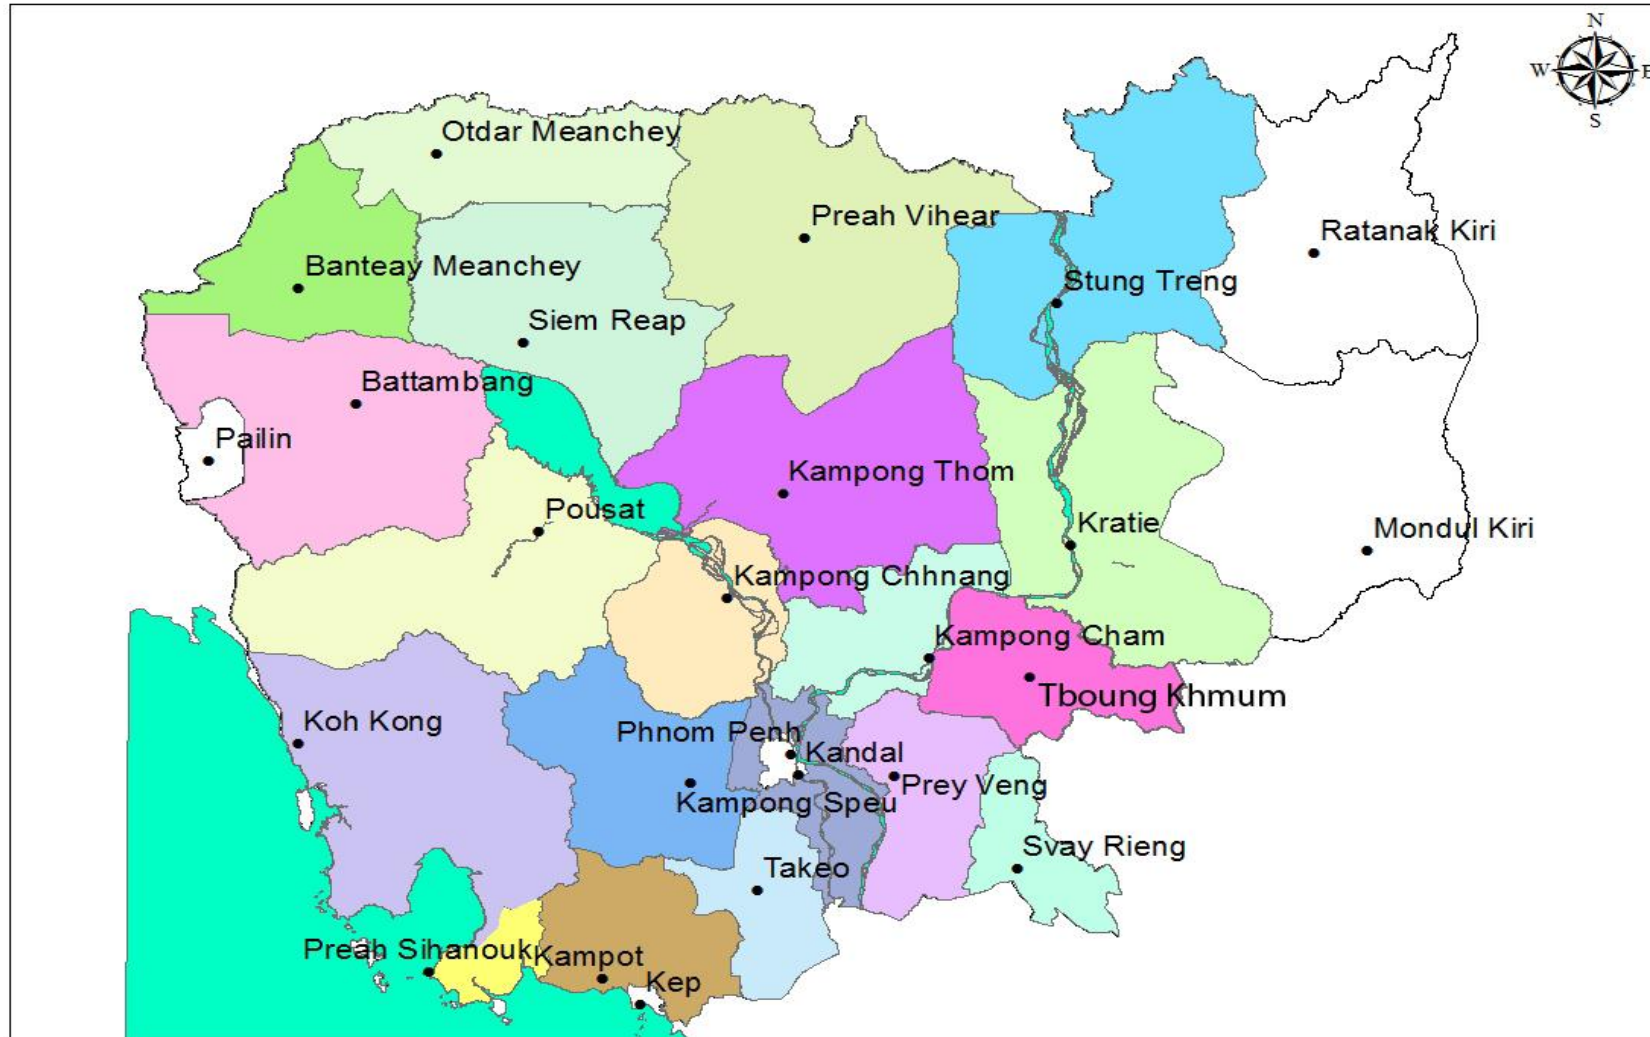 N
W
E
S
Otdar Meanchey
Preah Vihear
Ratanak Kiri
Banteay Meanchey
Stung Treng
Siem Reap
Battambang
Pailin
Kampong Thom
Pousat
Kratie
Mondul Kiri
Kampong Chhnang
Kampong Cham
Tboung Khmum
Koh Kong
Phnom Penh
Kandal
Prey Veng
Kampong Speu
Svay Rieng
Takeo
Preah Sihanouk
Kampot
Kep